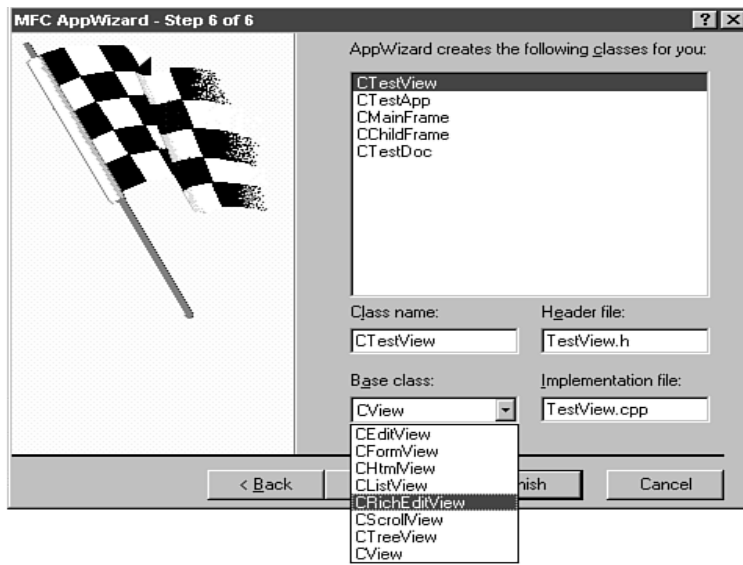 MFC AppWizard - Step 6 of 6
AppWizard creates the following classes for you:
CTestView
CTestApp
CMainFrame
CChildFrame
CTestDoc
Class name:
Header file:
CTestView
TestView.h
Base class:
Implementation file:
CView
TestView.cpp
CEditView
CFormView
CHtmlView
CListView
CRichEditView
CScrollView
CTreeView
CView
< Back
Cancel